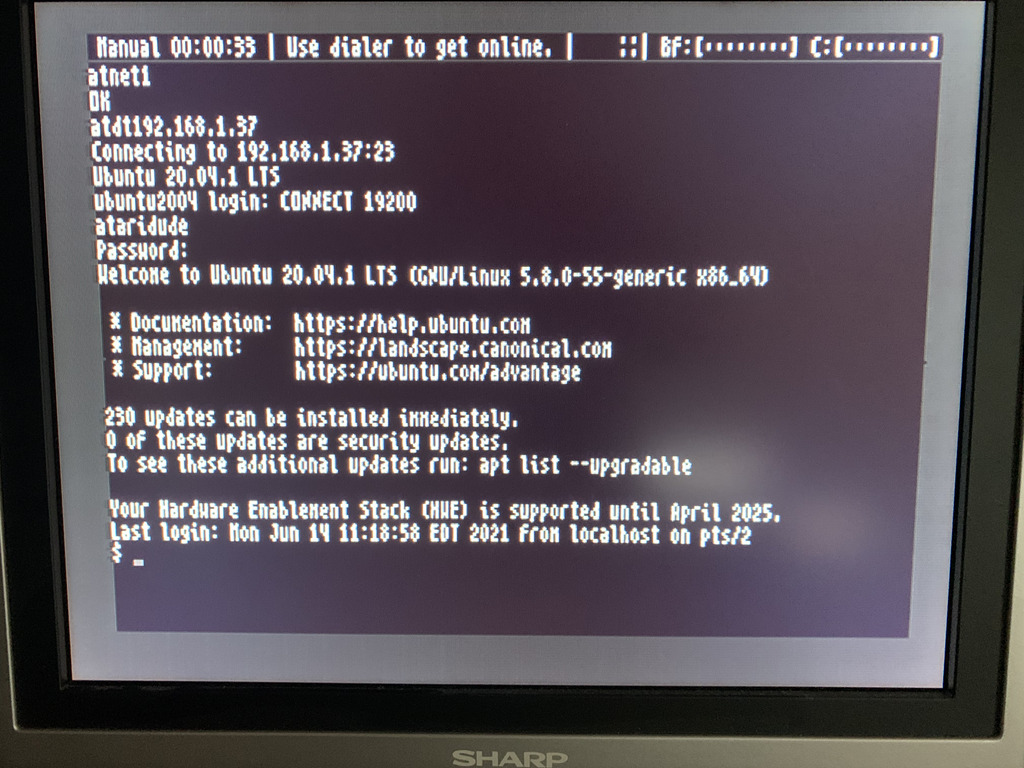 Manual 00:00:33 | Use dialer to get online. | ::| BF:[········] C:[········]
atnet1
OK
atdt192.168.1.37
Connecting to 192.168.1.37:23
Ubuntu 20.04.1 LTS
ubuntu2004 login: CONNECT 19200
ataridude
Password:
Welcome to Ubuntu 20.04.1 LTS (GNU/Linux 5.8.0-55-generic x86_64)
* Documentation: https://help.ubuntu.com
* Management: https://landscape.canonical.com
* Support: https://ubuntu.com/advantage
230 updates can be installed immediately.
0 of these updates are security updates.
To see these additional updates run: apt list --upgradable
Your Hardware Enablement Stack (HWE) is supported until April 2025.
Last login: Mon Jun 14 11:18:58 EDT 2021 from localhost on pts/2
$ _
SHARP